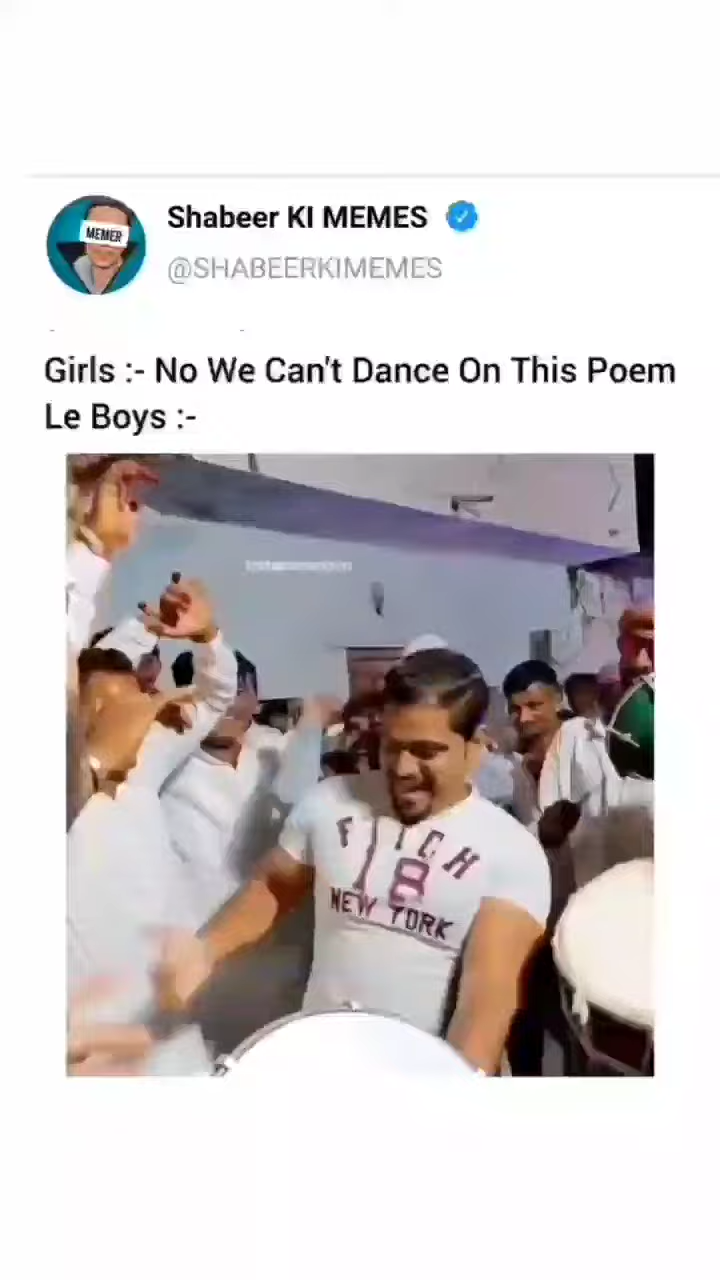 MEMER
Shabeer KI MEMES
@SHABEERKIMEMES
Girls :- No We Can't Dance On This Poem
Le Boys :-
FITCH
18
NEW YORK